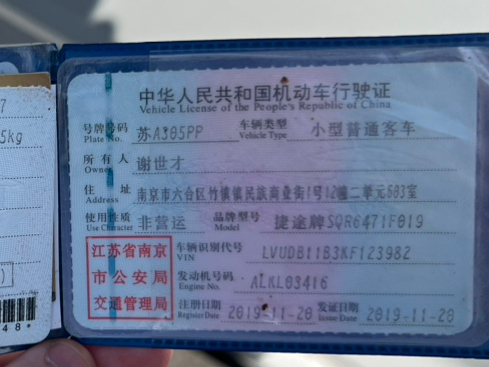 7
5kg
48*
中华人民共和国机动车行驶证
Vehicle License of the People's Republic of China
号牌号码 苏A305PP 车辆类型 小型普通客车
Plate No. Vehicle Type
所有人 谢世才
Owner
住址 南京市六合区竹镇镇民族商业街1号12幢二单元503室
Address
使用性质 非营运 品牌型号 捷途牌SQR6471F019
Use Character Model
江苏省南京
市公安局
交通管理局
车辆识别代号 LVUDB11B3KF123982
VIN
发动机号码 ALKL03416
Engine No.
注册日期 2019-11-20 发证日期 2019-11-20
Register Date Issue Date